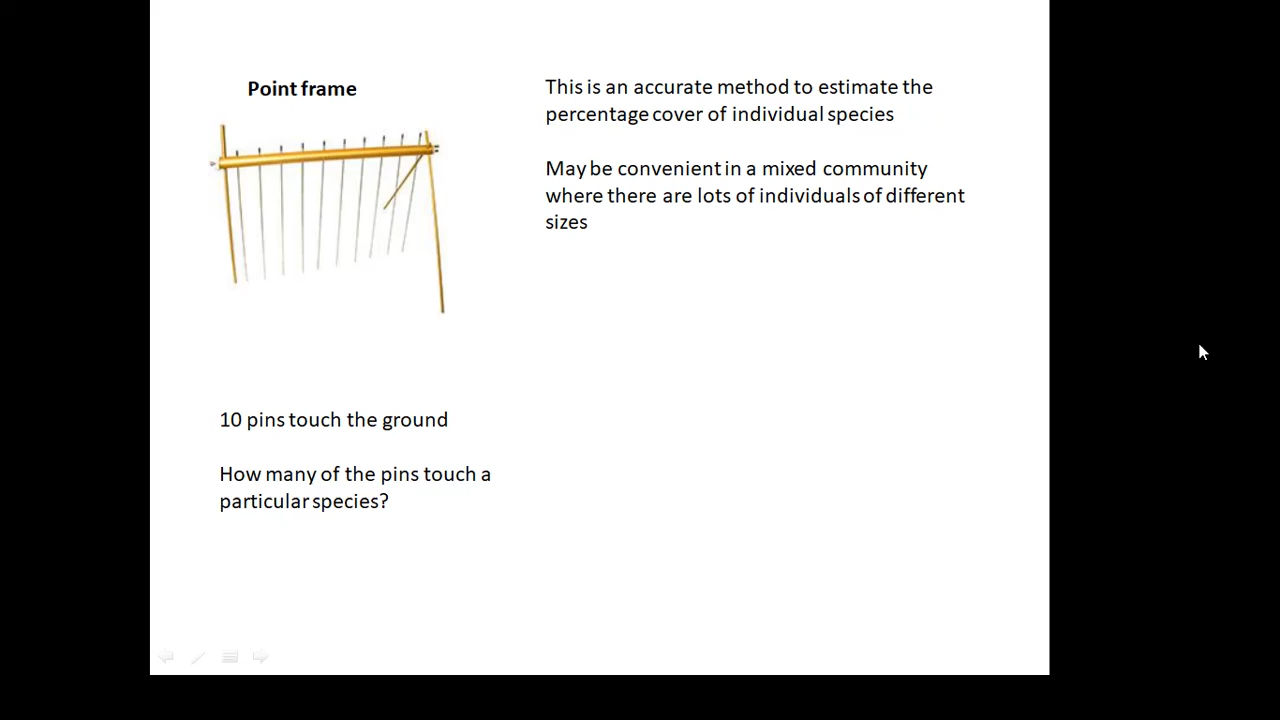 Point frame
This is an accurate method to estimate the
percentage cover of individual species
May be convenient in a mixed community
where there are lots of individuals of different
sizes
10 pins touch the ground
How many of the pins touch a
particular species?